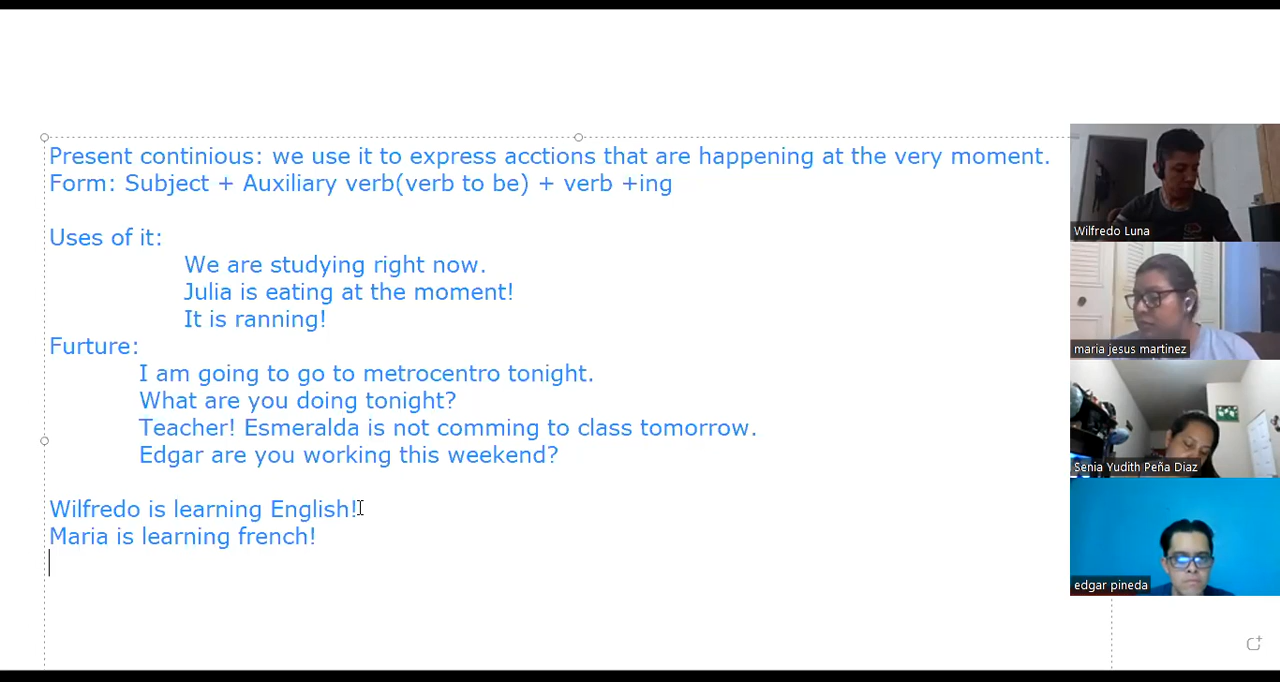 Present continious: we use it to express acctions that are happening at the very moment.
Form: Subject + Auxiliary verb(verb to be) + verb +ing
Uses of it:
We are studying right now.
Julia is eating at the moment!
It is ranning!
Furture:
I am going to go to metrocentro tonight.
What are you doing tonight?
Teacher! Esmeralda is not comming to class tomorrow.
Edgar are you working this weekend?
Wilfredo is learning English!
Maria is learning french!
Wilfredo Luna
maria jesus martinez
Senia Yudith Peña Diaz
edgar pineda